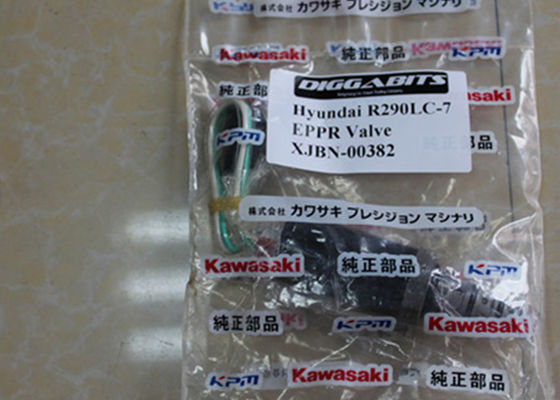 株式会社 カワサキ プレシジョン マシナリ
KPM
純正部品
KPM
Kawasaki
純正部品
Kawasaki
DIGGABITS
Hyundai R290LC-7
EPPR Valve
XJBN-00382
KPM
純正部品
株式会社 カワサキ プレシジョン マシナリ
Kawasaki
純正部品
KPM
純正部品
KPM
Kawasaki
KPM
Kawasaki
純正部品